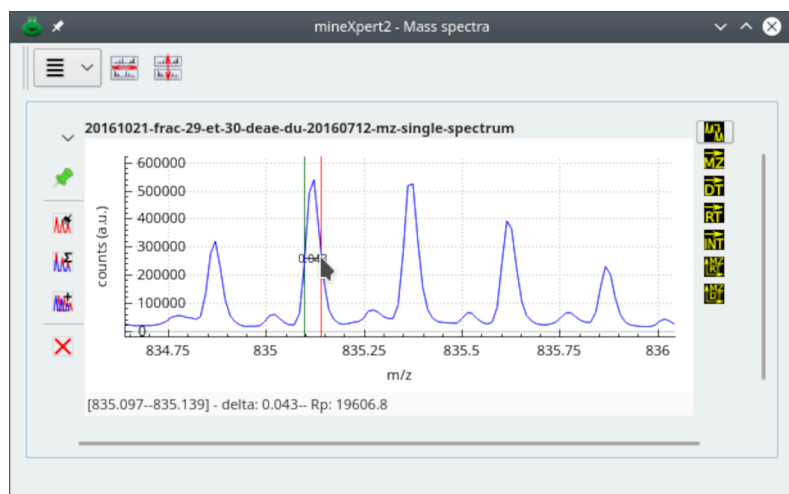 mineXpert2 - Mass spectra
20161021-frac-29-et-30-deae-du-20160712-mz-single-spectrum
600000
500000
400000
300000
200000
100000
0
counts (a.u.)
0.043
834.75 835 835.25 835.5 835.75 836
m/z
[835.097--835.139] - delta: 0.043-- Rp: 19606.8
MZ
DT
RT
INT